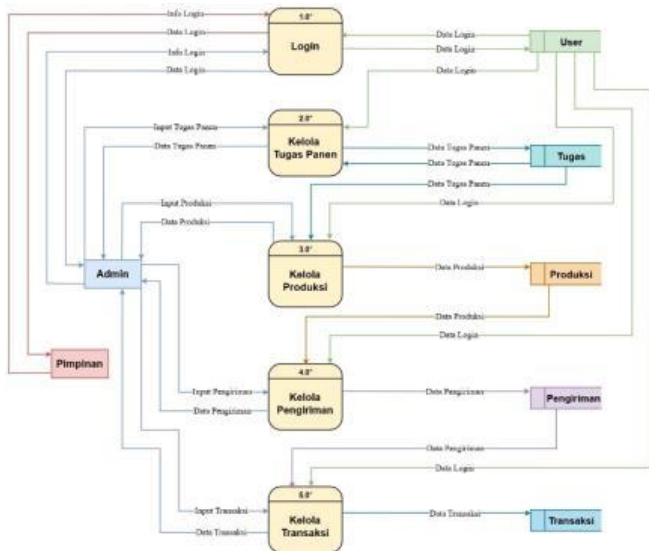 Info Login
1.0*
Data Login
Login
Data Login
User
Info Login
Data Login
Data Login
Data Login
2.0*
Input Tugas Panen
Kelola
Tugas Panen
Data Tugas Panen
Data Tugas Panen
Data Tugas Panen
Tugas
Data Tugas Panen
Input Produksi
Data Login
Data Produksi
3.0*
Admin
Kelola
Produksi
Data Produksi
Produksi
Data Produksi
Data Login
Pimpinan
4.0*
Input Pengiriman
Kelola
Pengiriman
Data Pengiriman
Data Pengiriman
Pengiriman
Data Pengiriman
Data Login
5.0*
Input Transaksi
Kelola
Transaksi
Data Transaksi
Data Transaksi
Transaksi